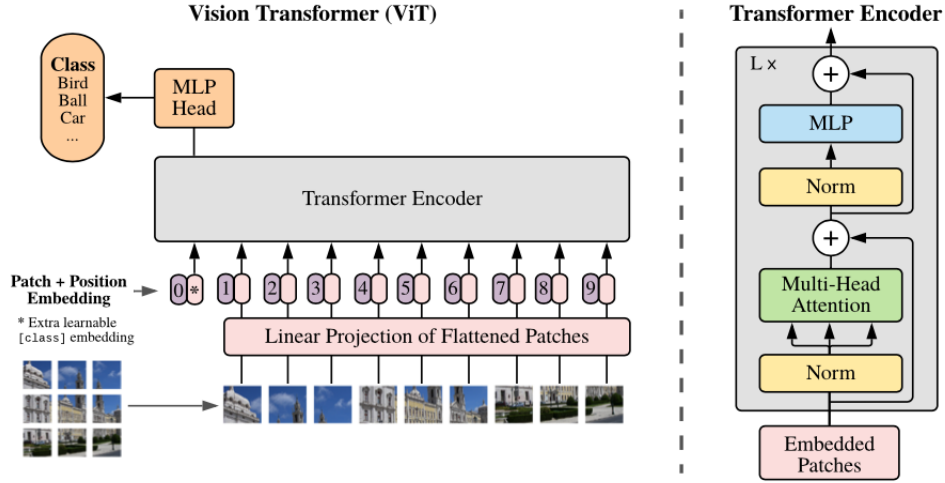 Vision Transformer (ViT)
Class
Bird
Ball
Car
...
MLP
Head
Transformer Encoder
Patch + Position
Embedding
0 * 1 2 3 4 5 6 7 8 9
* Extra learnable
[class] embedding
Linear Projection of Flattened Patches
Transformer Encoder
L x
+
MLP
Norm
+
Multi-Head
Attention
Norm
Embedded
Patches